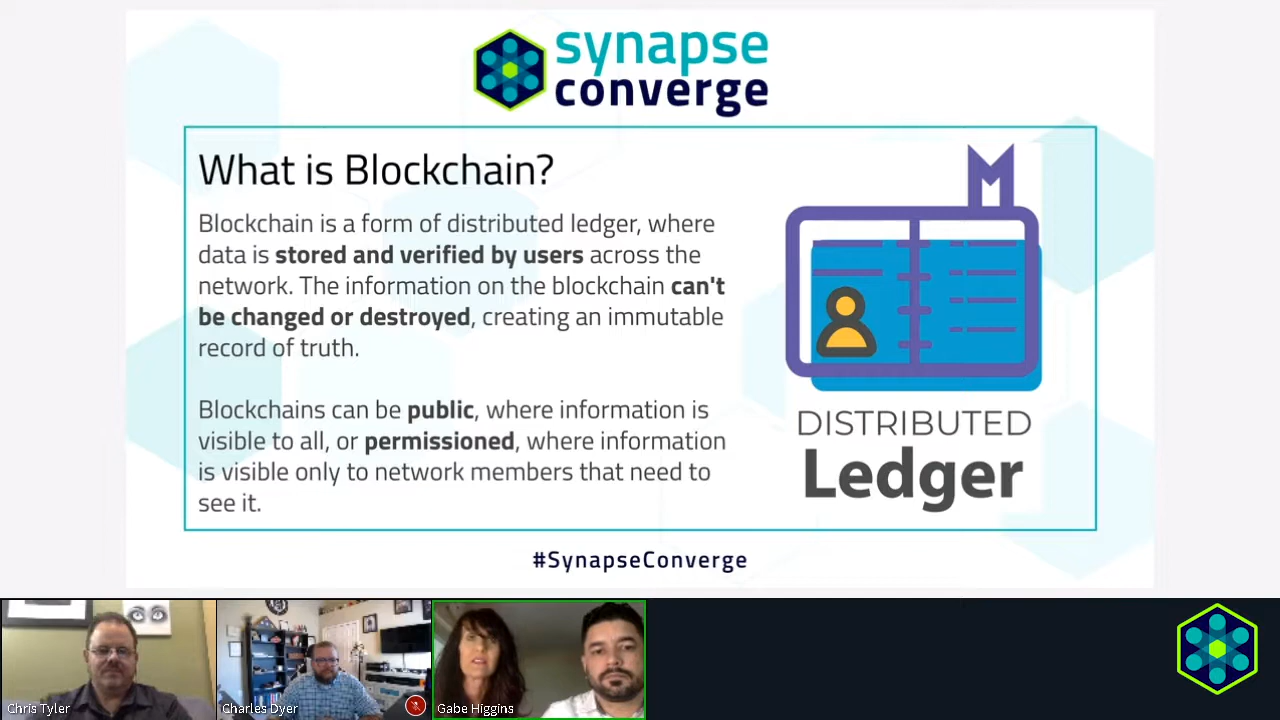 synapse
converge
What is Blockchain?
Blockchain is a form of distributed ledger, where
data is stored and verified by users across the
network. The information on the blockchain can't
be changed or destroyed, creating an immutable
record of truth.
Blockchains can be public, where information is
visible to all, or permissioned, where information
is visible only to network members that need to
see it.
DISTRIBUTED
Ledger
#SynapseConverge
Chris Tyler
Charles Dyer
Gabe Higgins